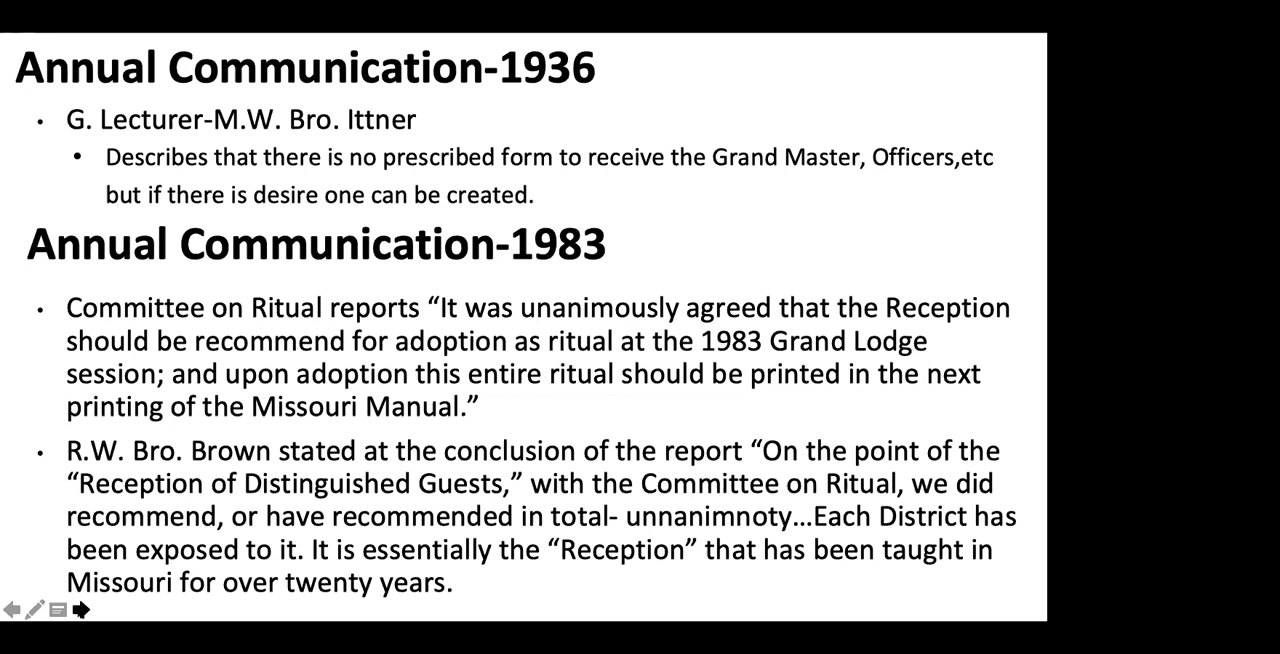 Annual Communication-1936
• G. Lecturer-M.W. Bro. Ittner
• Describes that there is no prescribed form to receive the Grand Master, Officers,etc
but if there is desire one can be created.
Annual Communication-1983
• Committee on Ritual reports “It was unanimously agreed that the Reception
should be recommend for adoption as ritual at the 1983 Grand Lodge
session; and upon adoption this entire ritual should be printed in the next
printing of the Missouri Manual.”
• R.W. Bro. Brown stated at the conclusion of the report “On the point of the
“Reception of Distinguished Guests,” with the Committee on Ritual, we did
recommend, or have recommended in total- unnanimnoty...Each District has
been exposed to it. It is essentially the “Reception” that has been taught in
Missouri for over twenty years.